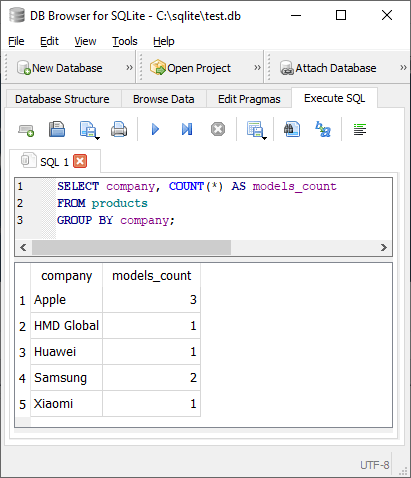 DB Browser for SQLite - C:\sqlite\test.db
File Edit View Tools Help
New Database » Open Project » Attach Database »
Database Structure Browse Data Edit Pragmas Execute SQL
SQL 1
1 SELECT company, COUNT(*) AS models_count
2 FROM products
3 GROUP BY company;
company models_count
1 Apple 3
2 HMD Global 1
3 Huawei 1
4 Samsung 2
5 Xiaomi 1
UTF-8